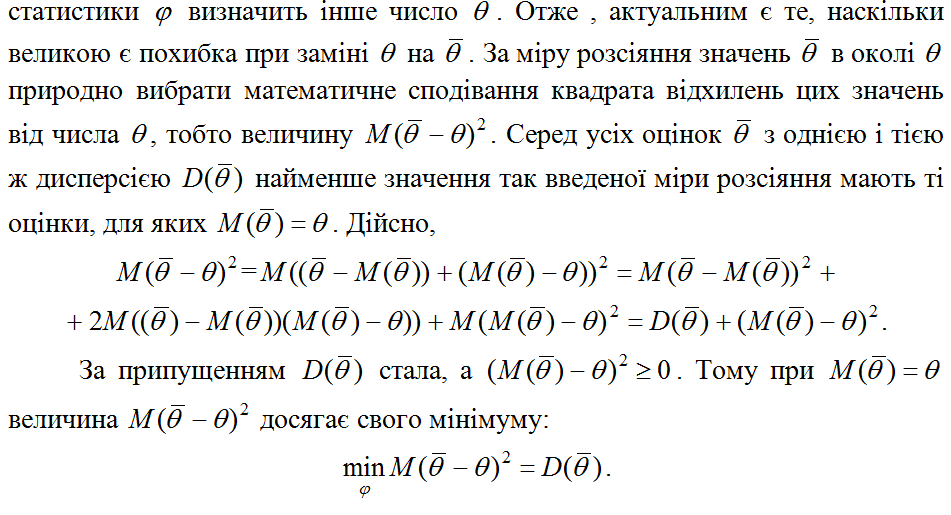 статистики φ визначить інше число θ. Отже , актуальним є те, наскільки
великою є похибка при заміні θ на θ̅. За міру розсіяння значень θ̅ в околі θ
природно вибрати математичне сподівання квадрата відхилень цих значень
від числа θ, тобто величину M(θ̅ − θ)². Серед усіх оцінок θ̅ з однією і тією
ж дисперсією D(θ̅) найменше значення так введеної міри розсіяння мають ті
оцінки, для яких M(θ̅) = θ. Дійсно,
M(θ̅ − θ)² = M((θ̅ − M(θ̅)) + (M(θ̅) − θ))² = M(θ̅ − M(θ̅))² +
+ 2M((θ̅) − M(θ̅))(M(θ̅) − θ)) + M(M(θ̅) − θ)² = D(θ̅) + (M(θ̅) − θ)².
За припущенням D(θ̅) стала, а (M(θ̅) − θ)² ≥ 0. Тому при M(θ̅) = θ
величина M(θ̅ − θ)² досягає свого мінімуму:
min M(θ̅ − θ)² = D(θ̅).
φ